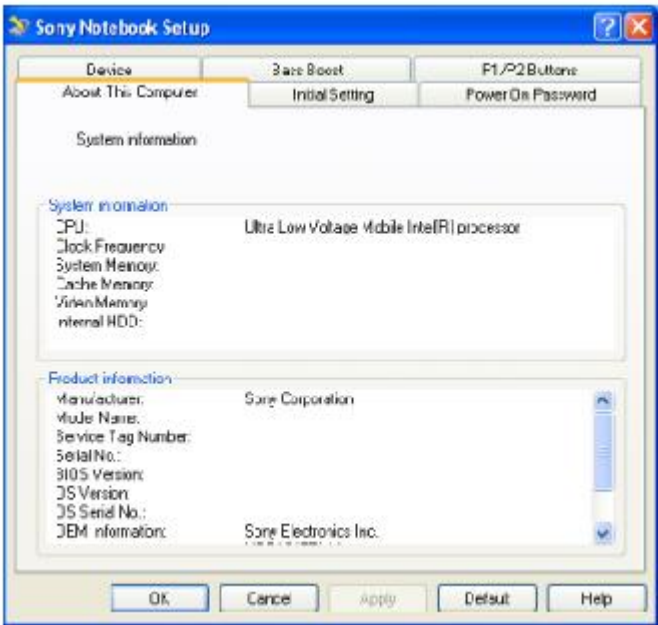 Sony Notebook Setup
Device Bass Boost P1/P2 Buttons
About This Computer Initial Setting Power On Password
System information
System information
CPU: Ultra Low Voltage Mobile Intel(R) processor
Clock Frequency
System Memory:
Cache Memory:
Video Memory
Internal HDD:
Product information
Manufacturer: Sony Corporation
Model Name:
Service Tag Number:
Serial No.:
BIOS Version:
OS Version:
OS Serial No.:
OEM Information: Sony Electronics Inc.
OK Cancel Apply Default Help